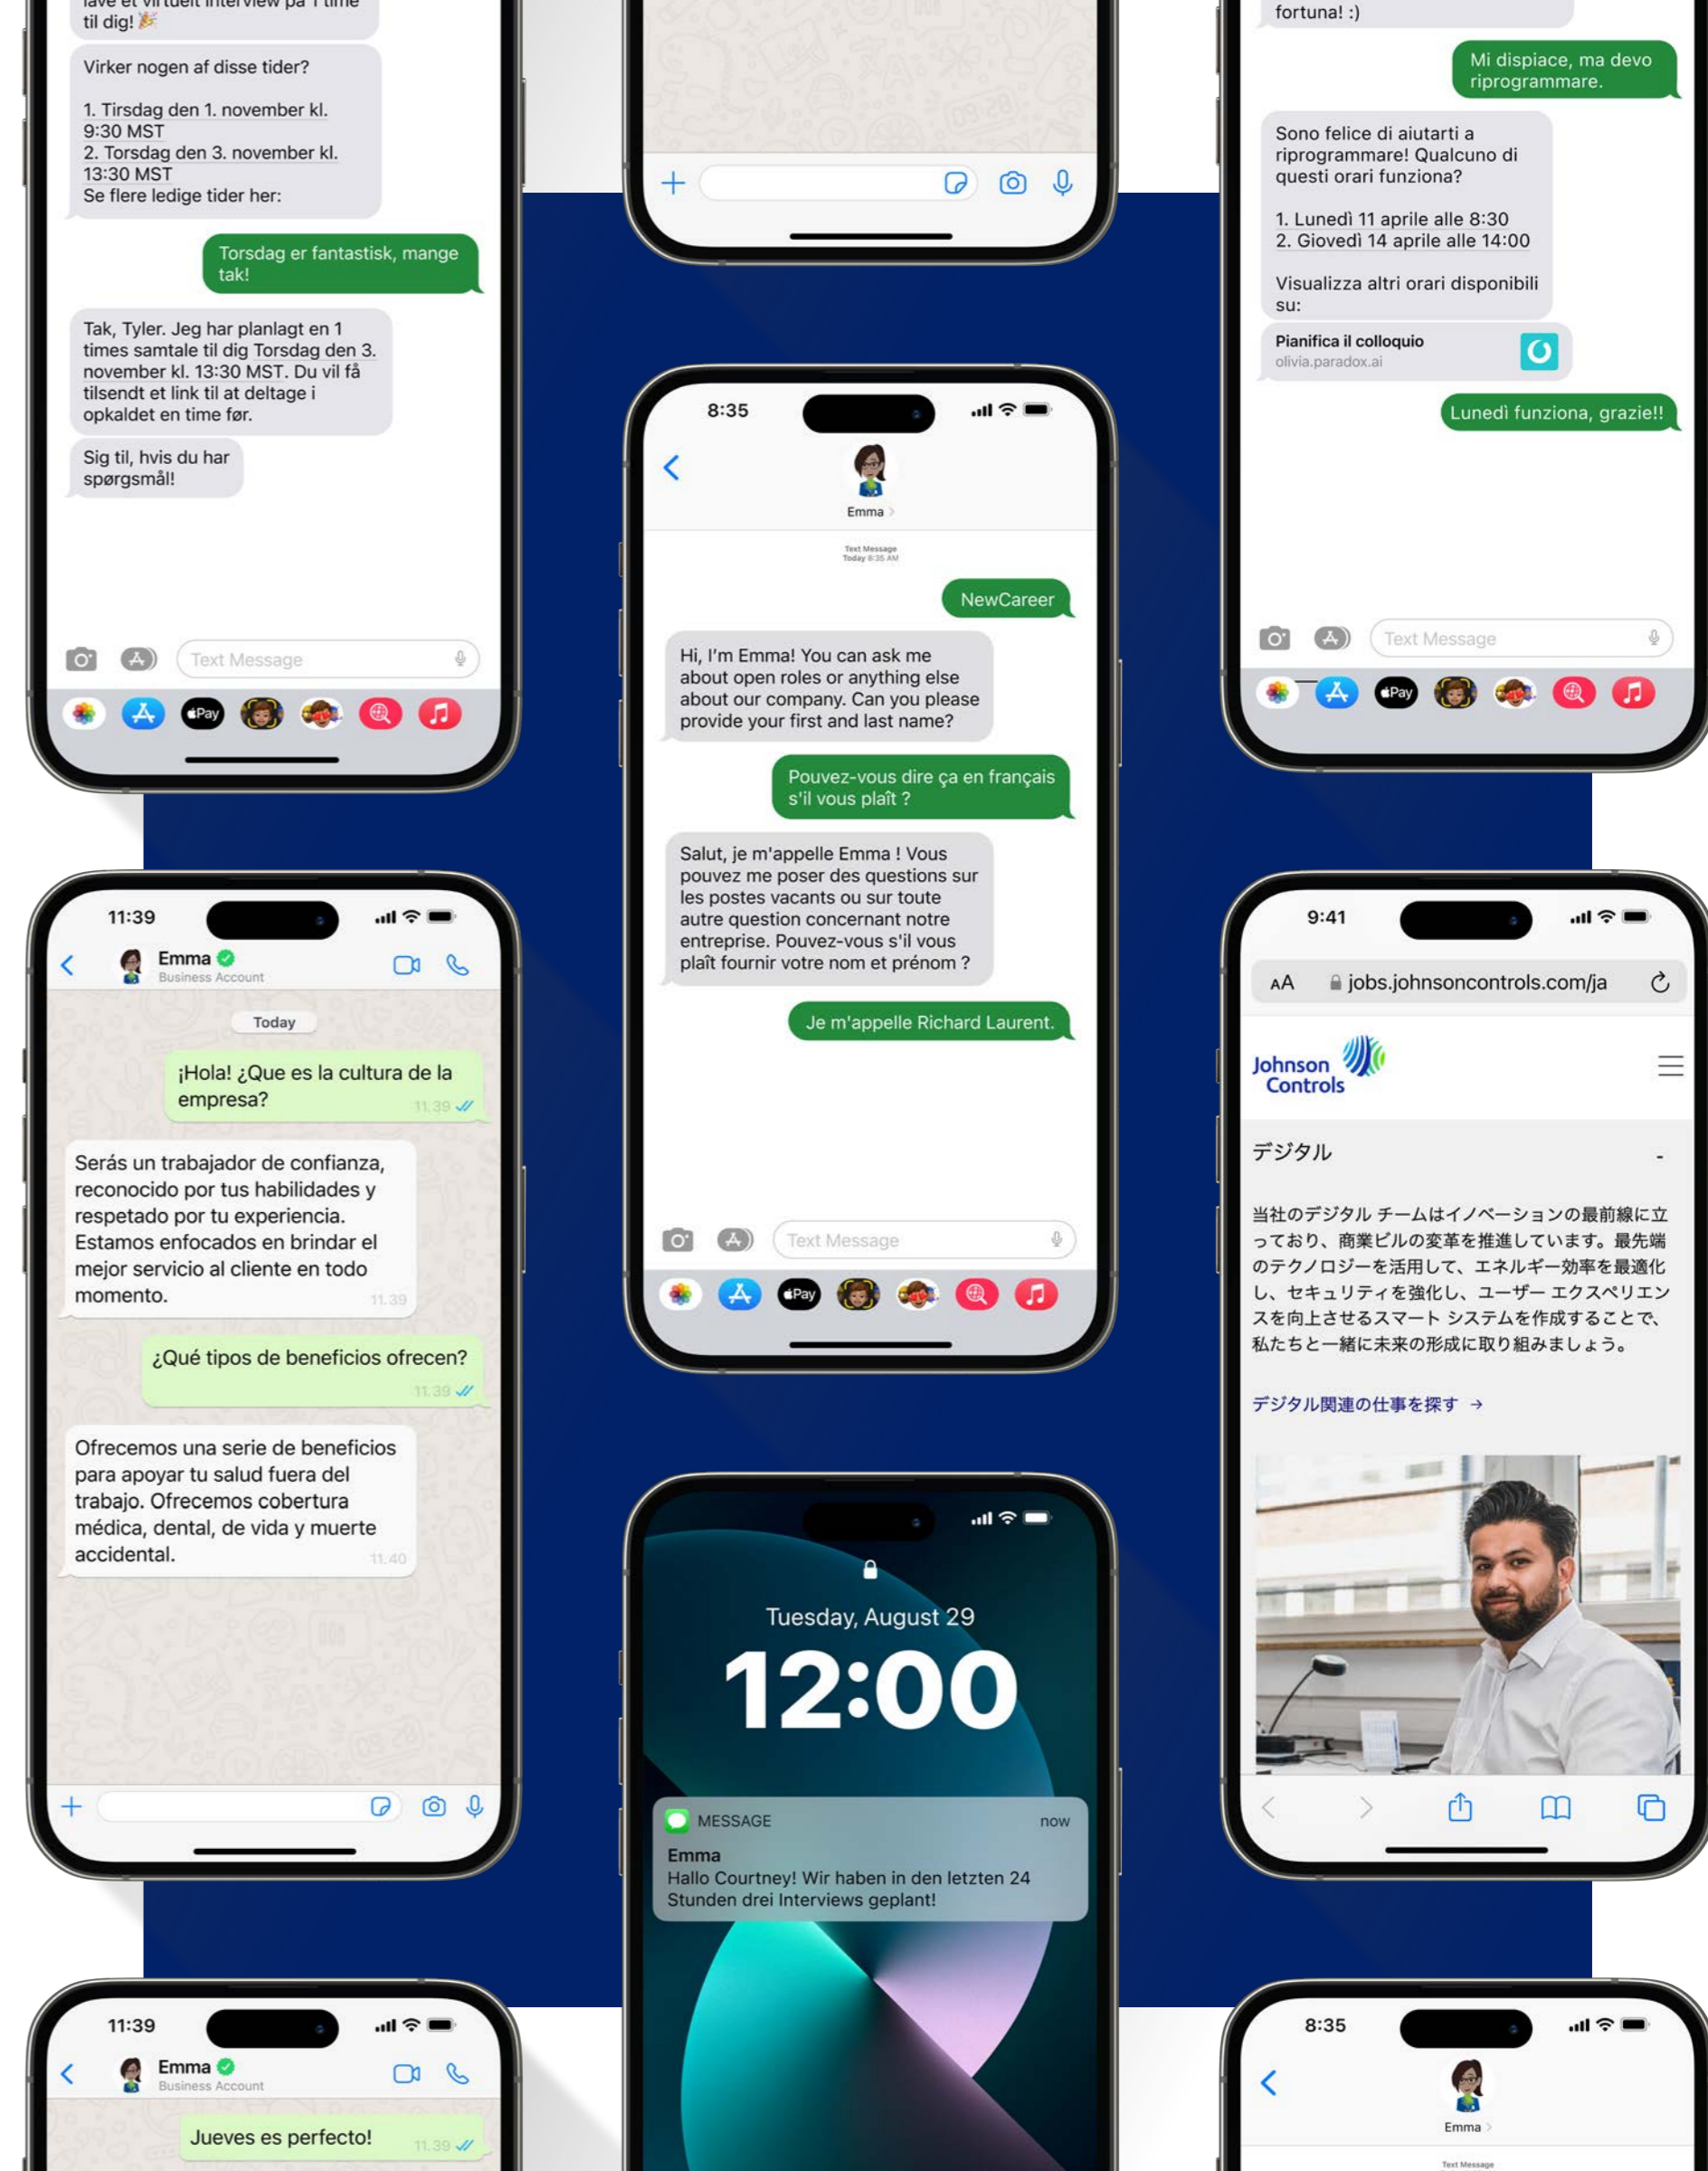 til dig! 🎉
Virker nogen af disse tider?
1. Tirsdag den 1. november kl.
9:30 MST
2. Torsdag den 3. november kl.
13:30 MST
Se flere ledige tider her:
Torsdag er fantastisk, mange
tak!
Tak, Tyler. Jeg har planlagt en 1
times samtale til dig Torsdag den 3.
november kl. 13:30 MST. Du vil få
tilsendt et link til at deltage i
opkaldet en time før.
Sig til, hvis du har
spørgsmål!
Text Message
Pay
11:39
Emma
Business Account
Today
¡Hola! ¿Que es la cultura de la
empresa?
11.39
Serás un trabajador de confianza,
reconocido por tus habilidades y
respetado por tu experiencia.
Estamos enfocados en brindar el
mejor servicio al cliente en todo
momento.
11.39
¿Qué tipos de beneficios ofrecen?
11.39
Ofrecemos una serie de beneficios
para apoyar tu salud fuera del
trabajo. Ofrecemos cobertura
médica, dental, de vida y muerte
accidental.
11.40
11:39
Emma
Business Account
Jueves es perfecto!
11.39
8:35
Emma
Text Message
Today 8:35 AM
NewCareer
Hi, I'm Emma! You can ask me
about open roles or anything else
about our company. Can you please
provide your first and last name?
Pouvez-vous dire ça en français
s'il vous plaît ?
Salut, je m'appelle Emma ! Vous
pouvez me poser des questions sur
les postes vacants ou sur toute
autre question concernant notre
entreprise. Pouvez-vous s'il vous
plaît fournir votre nom et prénom ?
Je m'appelle Richard Laurent.
Text Message
Pay
Tuesday, August 29
12:00
MESSAGE
now
Emma
Hallo Courtney! Wir haben in den letzten 24
Stunden drei Interviews geplant!
fortuna! :)
Mi dispiace, ma devo
riprogrammare.
Sono felice di aiutarti a
riprogrammare! Qualcuno di
questi orari funziona?
1. Lunedì 11 aprile alle 8:30
2. Giovedì 14 aprile alle 14:00
Visualizza altri orari disponibili
su:
Pianifica il colloquio
olivia.paradox.ai
Lunedì funziona, grazie!!
Text Message
Pay
9:41
AA
jobs.johnsoncontrols.com/ja
Johnson
Controls
デジタル
-
当社のデジタル チームはイノベーションの最前線に立
っており、商業ビルの変革を推進しています。最先端
のテクノロジーを活用して、エネルギー効率を最適化
し、セキュリティを強化し、ユーザー エクスペリエン
スを向上させるスマート システムを作成することで、
私たちと一緒に未来の形成に取り組みましょう。
デジタル関連の仕事を探す →
8:35
Emma
Text Message